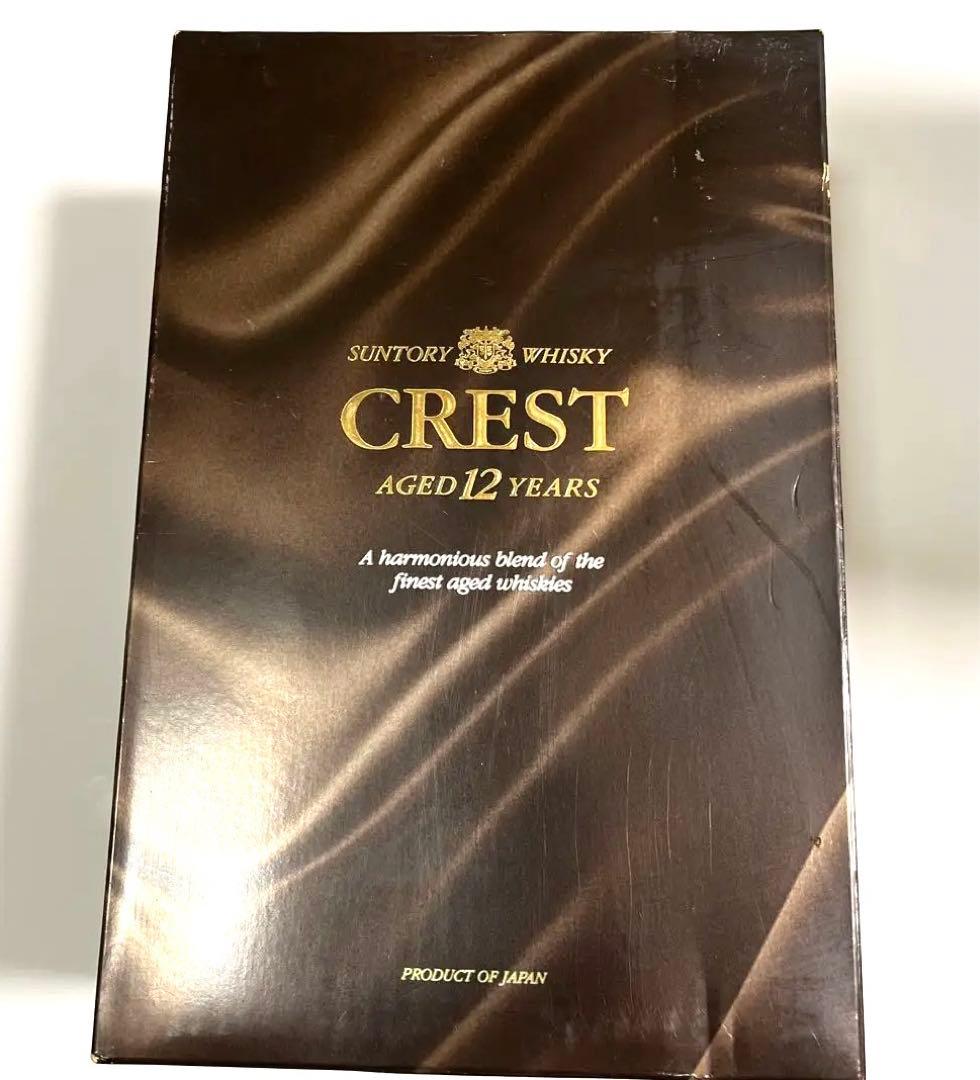 SUNTORY WHISKY
CREST
AGED 12 YEARS
A harmonious blend of the
finest aged whiskies
PRODUCT OF JAPAN